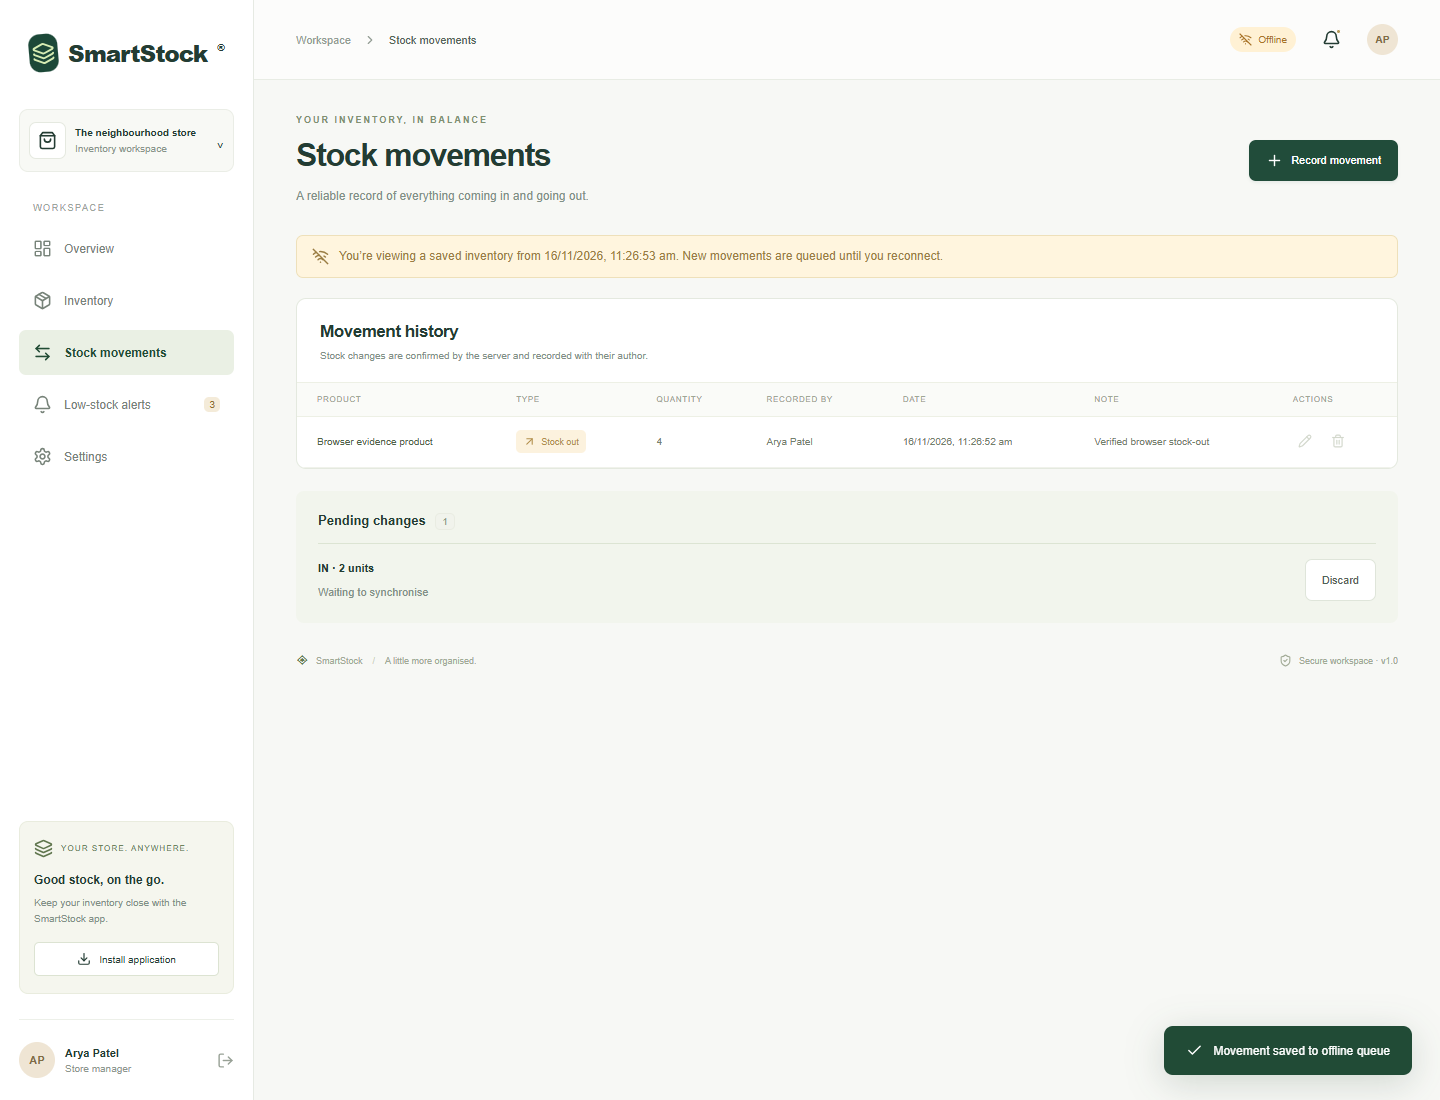 SmartStock ®
The neighbourhood store
Inventory workspace
WORKSPACE
Overview
Inventory
Stock movements
Low-stock alerts 3
Settings
YOUR STORE. ANYWHERE.
Good stock, on the go.
Keep your inventory close with the
SmartStock app.
Install application
AP
Arya Patel
Store manager
Workspace > Stock movements
Offline
AP
YOUR INVENTORY, IN BALANCE
Stock movements
A reliable record of everything coming in and going out.
Record movement
You're viewing a saved inventory from 16/11/2026, 11:26:53 am. New movements are queued until you reconnect.
Movement history
Stock changes are confirmed by the server and recorded with their author.
PRODUCT TYPE QUANTITY RECORDED BY DATE NOTE ACTIONS
Browser evidence product Stock out 4 Arya Patel 16/11/2026, 11:26:52 am Verified browser stock-out
Pending changes 1
IN · 2 units
Waiting to synchronise
Discard
SmartStock / A little more organised.
Secure workspace · v1.0
Movement saved to offline queue